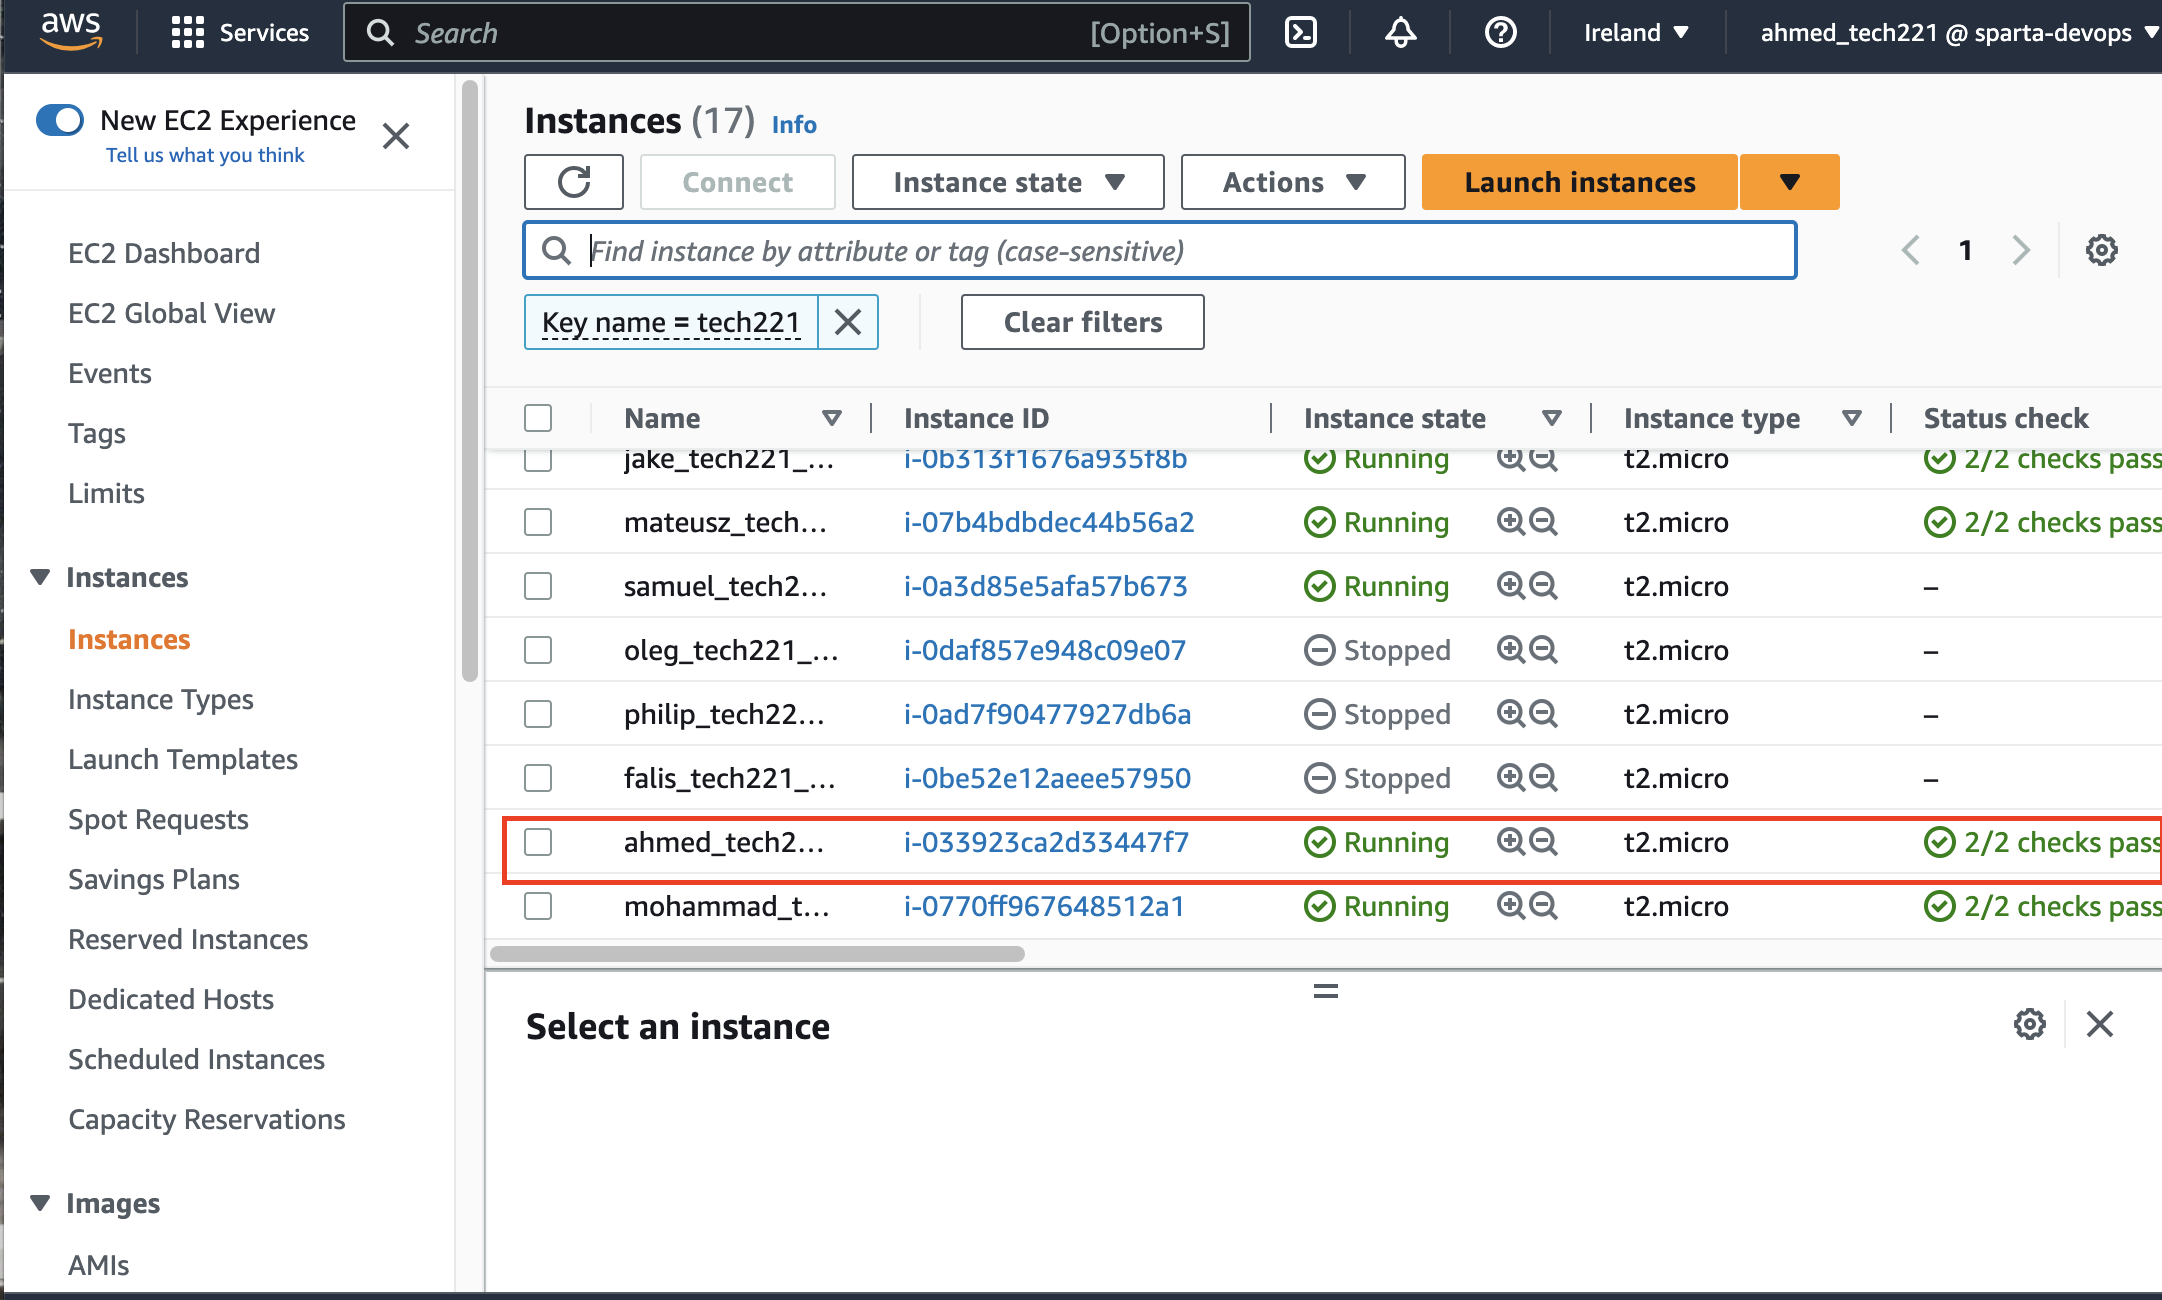 aws
Services
Search [Option+S]
Ireland
ahmed_tech221 @ sparta-devops
New EC2 Experience
Tell us what you think
EC2 Dashboard
EC2 Global View
Events
Tags
Limits
Instances
Instances
Instance Types
Launch Templates
Spot Requests
Savings Plans
Reserved Instances
Dedicated Hosts
Scheduled Instances
Capacity Reservations
Images
AMIs
Instances (17) Info
Connect
Instance state
Actions
Launch instances
Find instance by attribute or tag (case-sensitive)
1
Key name = tech221
Clear filters
Name Instance ID Instance state Instance type Status check
jake_tech221_... i-0b313f1676a935f8b Running t2.micro 2/2 checks pass
mateusz_tech... i-07b4bdbdec44b56a2 Running t2.micro 2/2 checks pass
samuel_tech2... i-0a3d85e5afa57b673 Running t2.micro –
oleg_tech221_... i-0daf857e948c09e07 Stopped t2.micro –
philip_tech22... i-0ad7f90477927db6a Stopped t2.micro –
falis_tech221_... i-0be52e12aeee57950 Stopped t2.micro –
ahmed_tech2... i-033923ca2d33447f7 Running t2.micro 2/2 checks pass
mohammad_t... i-0770ff967648512a1 Running t2.micro 2/2 checks pass
Select an instance